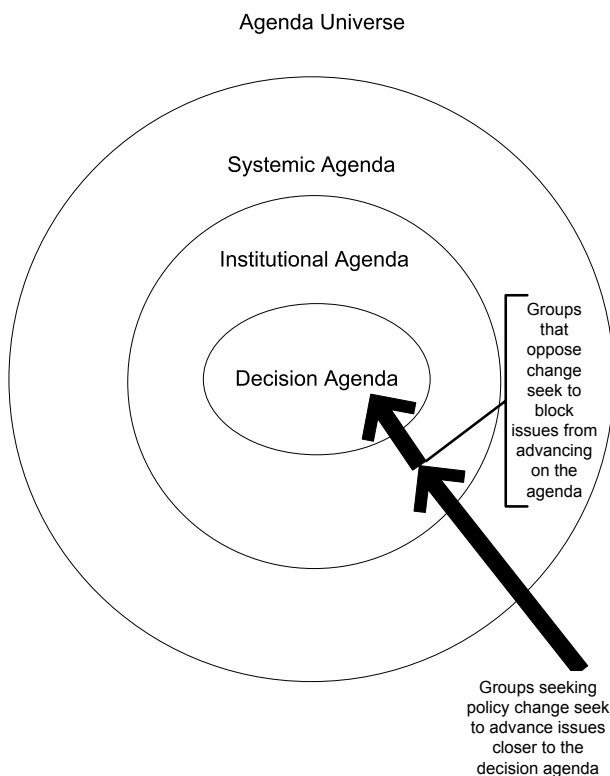 Agenda Universe
Systemic Agenda
Institutional Agenda
Decision Agenda
Groups
that
oppose
change
seek to
block
issues from
advancing
on the
agenda
Groups seeking
policy change seek
to advance issues
closer to the
decision agenda